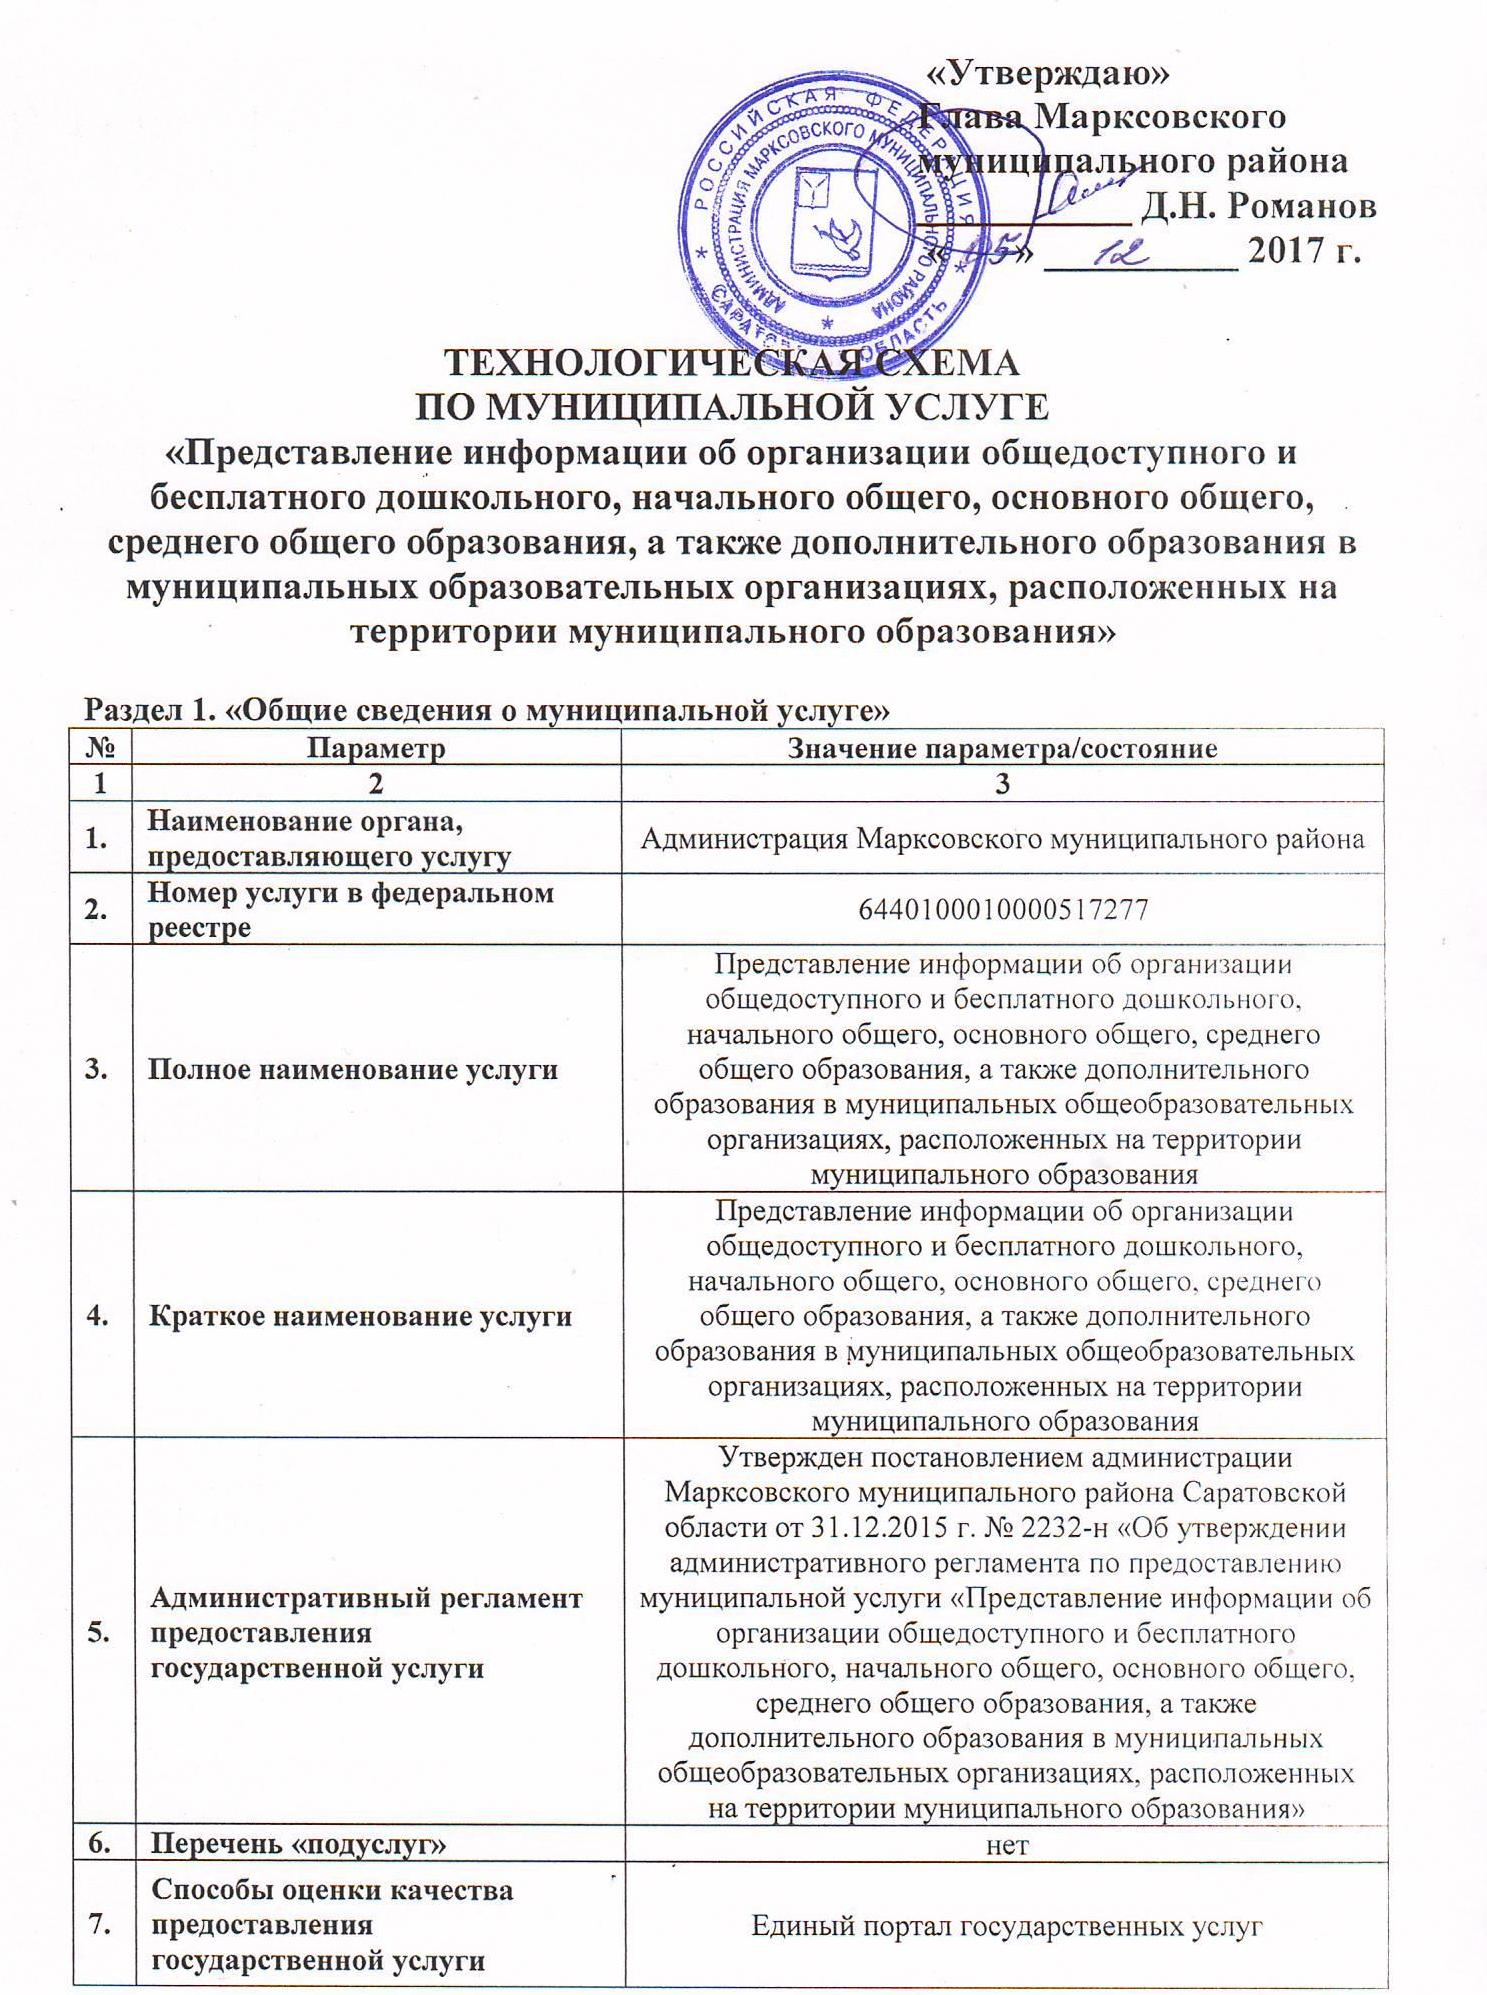 «Утверждаю»
Глава Марксовского
муниципального района
____________ Д.Н. Романов
«05» 12 2017 г.
РОССИЙСКАЯ ФЕДЕРАЦИЯ
АДМИНИСТРАЦИЯ МАРКСОВСКОГО МУНИЦИПАЛЬНОГО РАЙОНА
ОБЛАСТЬ
ТЕХНОЛОГИЧЕСКАЯ СХЕМА
ПО МУНИЦИПАЛЬНОЙ УСЛУГЕ
«Представление информации об организации общедоступного и
бесплатного дошкольного, начального общего, основного общего,
среднего общего образования, а также дополнительного образования в
муниципальных образовательных организациях, расположенных на
территории муниципального образования»
Раздел 1. «Общие сведения о муниципальной услуге»
№ Параметр Значение параметра/состояние
1 2 3
1. Наименование органа,
предоставляющего услугу
Администрация Марксовского муниципального района
2. Номер услуги в федеральном
реестре
6440100010000517277
3. Полное наименование услуги
Представление информации об организации
общедоступного и бесплатного дошкольного,
начального общего, основного общего, среднего
общего образования, а также дополнительного
образования в муниципальных общеобразовательных
организациях, расположенных на территории
муниципального образования
4. Краткое наименование услуги
Представление информации об организации
общедоступного и бесплатного дошкольного,
начального общего, основного общего, среднего
общего образования, а также дополнительного
образования в муниципальных общеобразовательных
организациях, расположенных на территории
муниципального образования
5. Административный регламент
предоставления
государственной услуги
Утвержден постановлением администрации
Марксовского муниципального района Саратовской
области от 31.12.2015 г. № 2232-н «Об утверждении
административного регламента по предоставлению
муниципальной услуги «Представление информации об
организации общедоступного и бесплатного
дошкольного, начального общего, основного общего,
среднего общего образования, а также
дополнительного образования в муниципальных
общеобразовательных организациях, расположенных
на территории муниципального образования»
6. Перечень «подуслуг» нет
7. Способы оценки качества
предоставления
государственной услуги
Единый портал государственных услуг